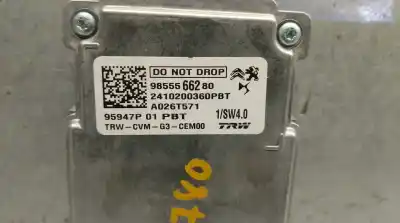 DO NOT DROP
98555 662 80
2410200360PBT
A026T571
95947P 01 PBT
1/SW4.0
TRW-CVM-G3-CEM00
TRW